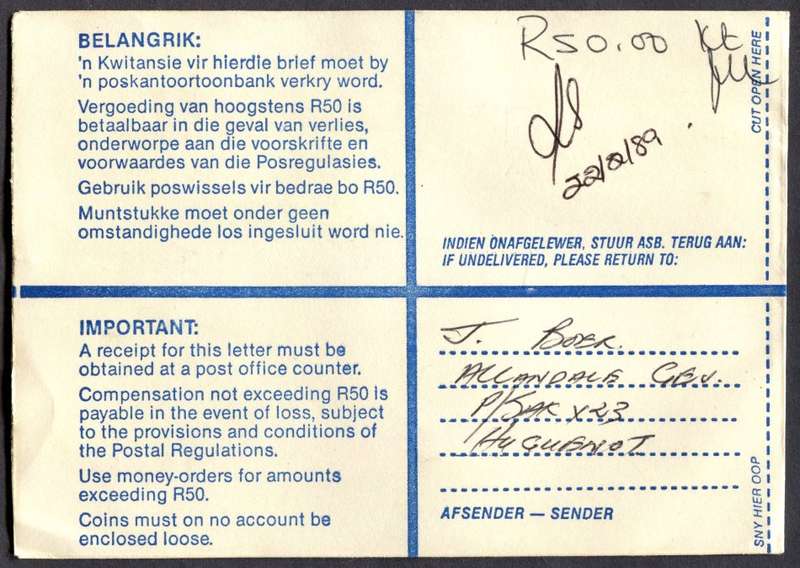 BELANGRIK:
'n Kwitansie vir hierdie brief moet by
'n poskantoortoonbank verkry word.
Vergoeding van hoogstens R50 is
betaalbaar in die geval van verlies,
onderworpe aan die voorskrifte en
voorwaardes van die Posregulasies.
Gebruik poswissels vir bedrae bo R50.
Muntstukke moet onder geen
omstandighede los ingesluit word nie.
R50.00
22/2/89
CUT OPEN HERE
INDIEN ONAFGELEWER, STUUR ASB. TERUG AAN:
IF UNDELIVERED, PLEASE RETURN TO:
IMPORTANT:
A receipt for this letter must be
obtained at a post office counter.
Compensation not exceeding R50 is
payable in the event of loss, subject
to the provisions and conditions of
the Postal Regulations.
Use money-orders for amounts
exceeding R50.
Coins must on no account be
enclosed loose.
J. BOER.
ALLANDALE GEV.
P/SAK X23
HUGUENOT
AFSENDER — SENDER
SNY HIER OOP